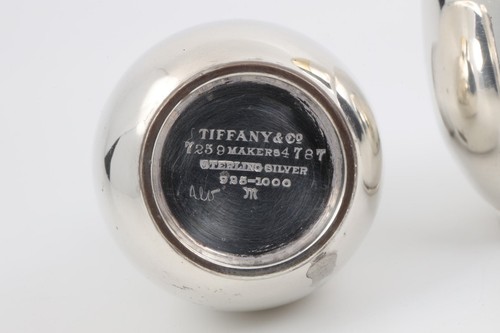 TIFFANY & Co
7259 MAKERS 4787
STERLING SILVER
925-1000
M